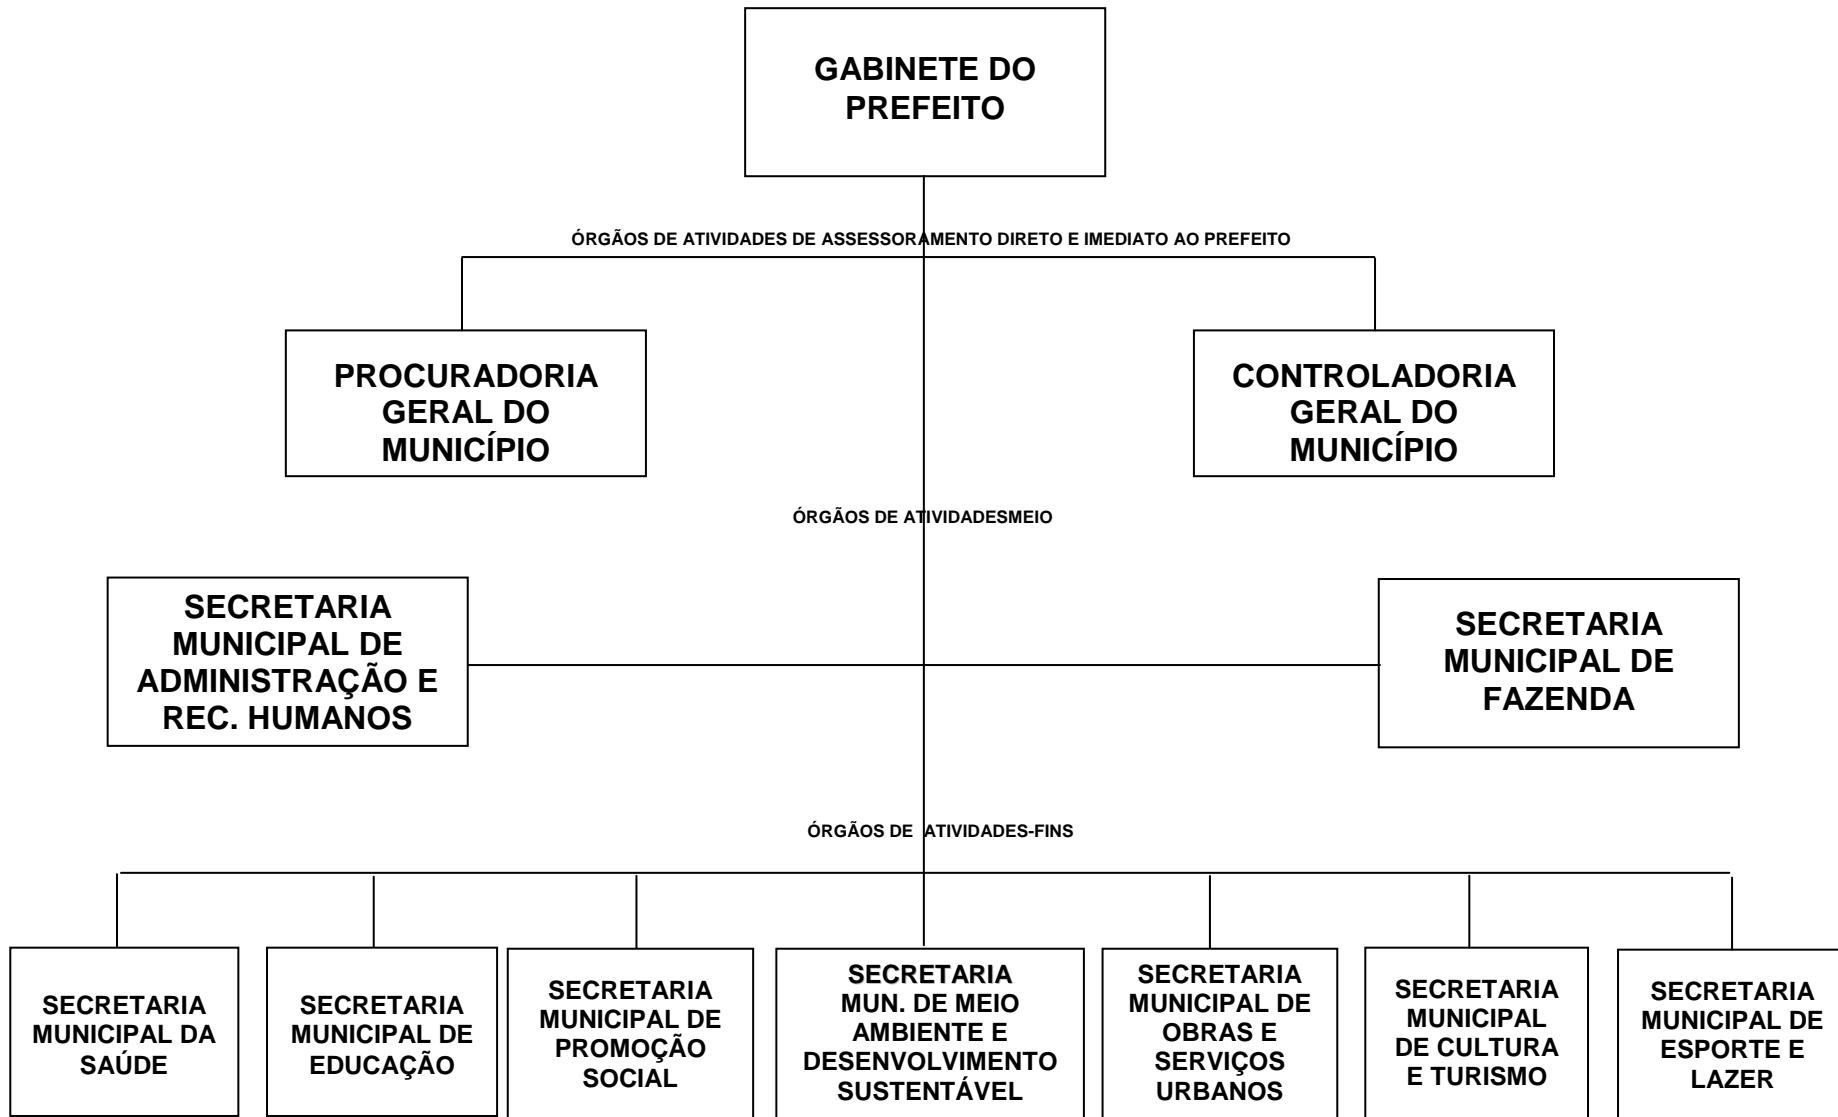 GABINETE DO
PREFEITO
ÓRGÃOS DE ATIVIDADES DE ASSESSORAMENTO DIRETO E IMEDIATO AO PREFEITO
PROCURADORIA
GERAL DO
MUNICÍPIO
CONTROLADORIA
GERAL DO
MUNICÍPIO
ÓRGÃOS DE ATIVIDADESMEIO
SECRETARIA
MUNICIPAL DE
ADMINISTRAÇÃO E
REC. HUMANOS
SECRETARIA
MUNICIPAL DE
FAZENDA
ÓRGÃOS DE ATIVIDADES-FINS
SECRETARIA
MUNICIPAL DA
SAÚDE
SECRETARIA
MUNICIPAL DE
EDUCAÇÃO
SECRETARIA
MUNICIPAL DE
PROMOÇÃO
SOCIAL
SECRETARIA
MUN. DE MEIO
AMBIENTE E
DESENVOLVIMENTO
SUSTENTÁVEL
SECRETARIA
MUNICIPAL DE
OBRAS E
SERVIÇOS
URBANOS
SECRETARIA
MUNICIPAL
DE CULTURA
E TURISMO
SECRETARIA
MUNICIPAL DE
ESPORTE E
LAZER